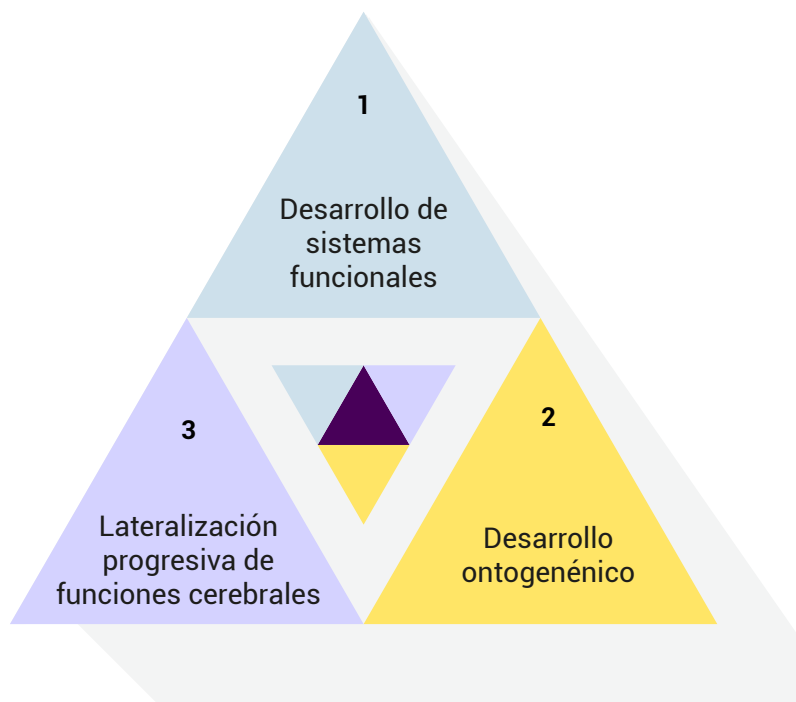 1
Desarrollo de
sistemas
funcionales
2
Desarrollo
ontogenénico
3
Lateralización
progresiva de
funciones cerebrales